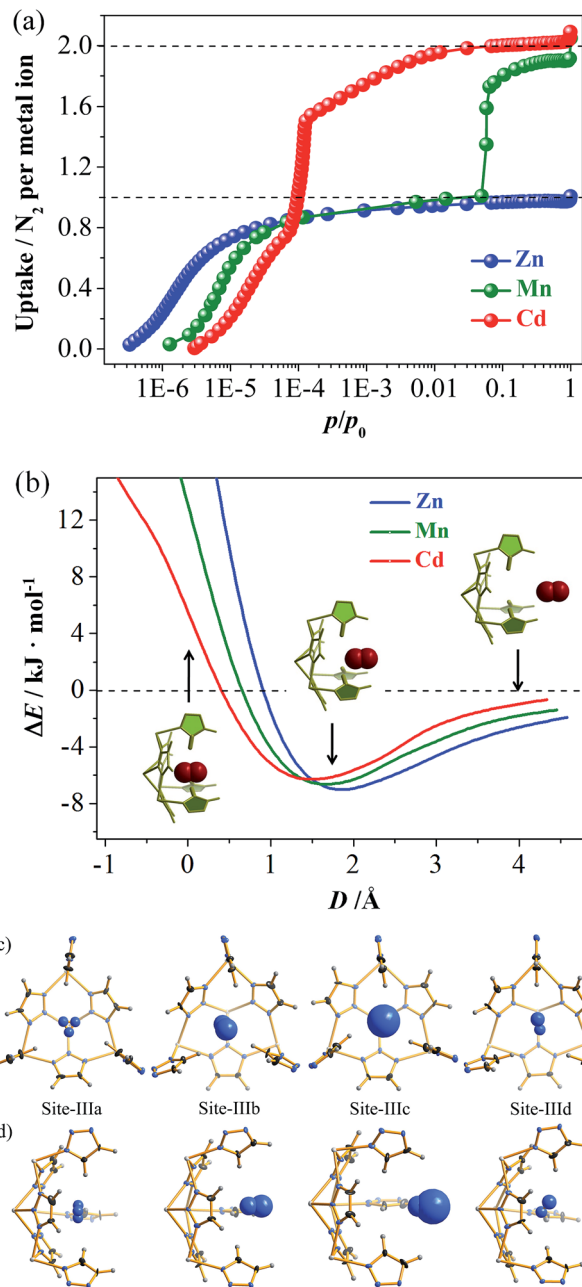 (a)
Uptake / N₂ per metal ion
2.0
1.6
1.2
0.8
0.4
0.0
Zn
Mn
Cd
1E-6 1E-5 1E-4 1E-3 0.01 0.1 1
p/p₀
(b)
ΔE / kJ · mol⁻¹
12
8
4
0
-4
-8
Zn
Mn
Cd
-1 0 1 2 3 4
D /Å
c)
Site-IIIa Site-IIIb Site-IIIc Site-IIId
d)